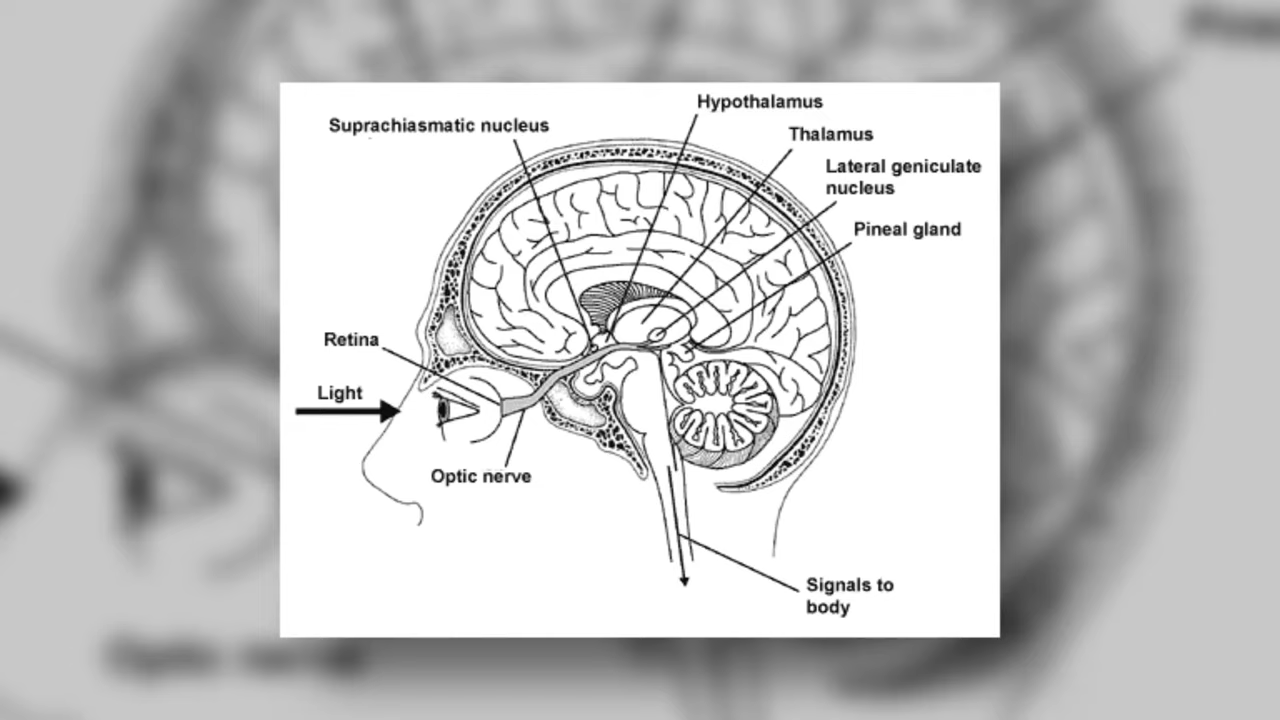 Hypothalamus
Suprachiasmatic nucleus
Thalamus
Lateral geniculate
nucleus
Pineal gland
Retina
Light
Optic nerve
Signals to
body